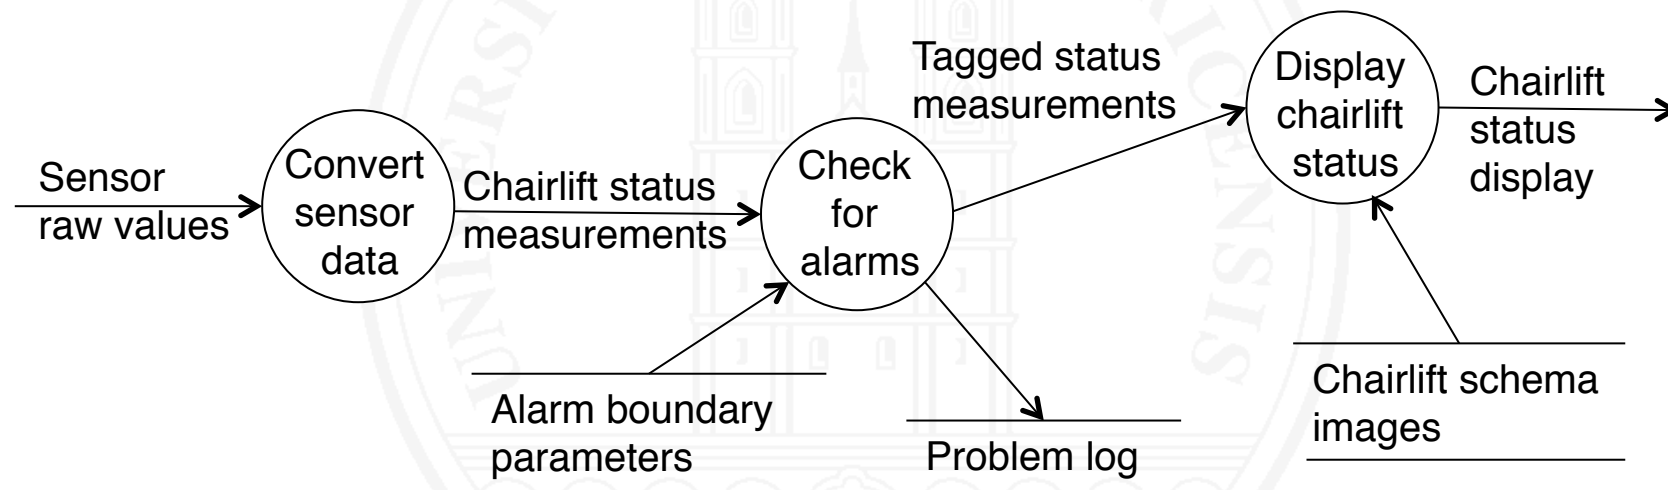 Sensor
raw values
Convert
sensor
data
Chairlift status
measurements
Check
for
alarms
Tagged status
measurements
Display
chairlift
status
Chairlift
status
display
Alarm boundary
parameters
Problem log
Chairlift schema
images